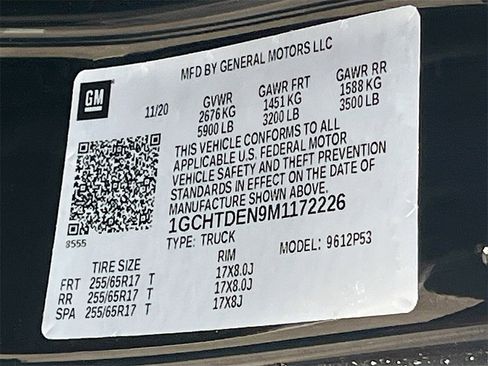 MFD BY GENERAL MOTORS LLC
GM
11/20
GVWR GAWR FRT GAWR RR
2676 KG 1451 KG 1588 KG
5900 LB 3200 LB 3500 LB
THIS VEHICLE CONFORMS TO ALL
APPLICABLE U.S. FEDERAL MOTOR
VEHICLE SAFETY AND THEFT PREVENTION
STANDARDS IN EFFECT ON THE DATE OF
MANUFACTURE SHOWN ABOVE.
1GCHTDEN9M1172226
8555
TYPE: TRUCK MODEL: 9612P53
TIRE SIZE RIM
FRT 255/65R17 T 17X8.0J
RR 255/65R17 T 17X8.0J
SPA 255/65R17 T 17X8J